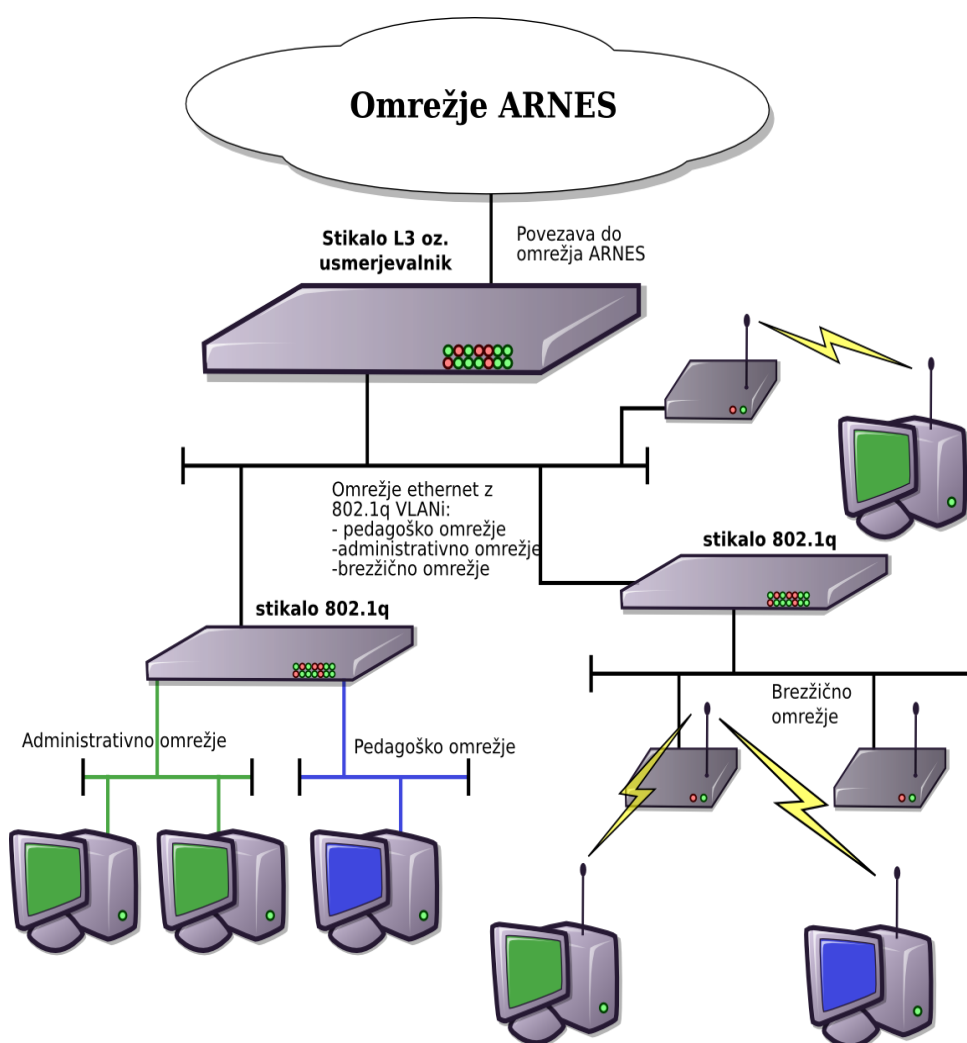 Omrežje ARNES
Stikalo L3 oz.
usmerjevalnik
Povezava do
omrežja ARNES
Omrežje ethernet z
802.1q VLANi:
- pedagoško omrežje
-administrativno omrežje
-brezžično omrežje
stikalo 802.1q
stikalo 802.1q
Brezžično
omrežje
Administrativno omrežje
Pedagoško omrežje